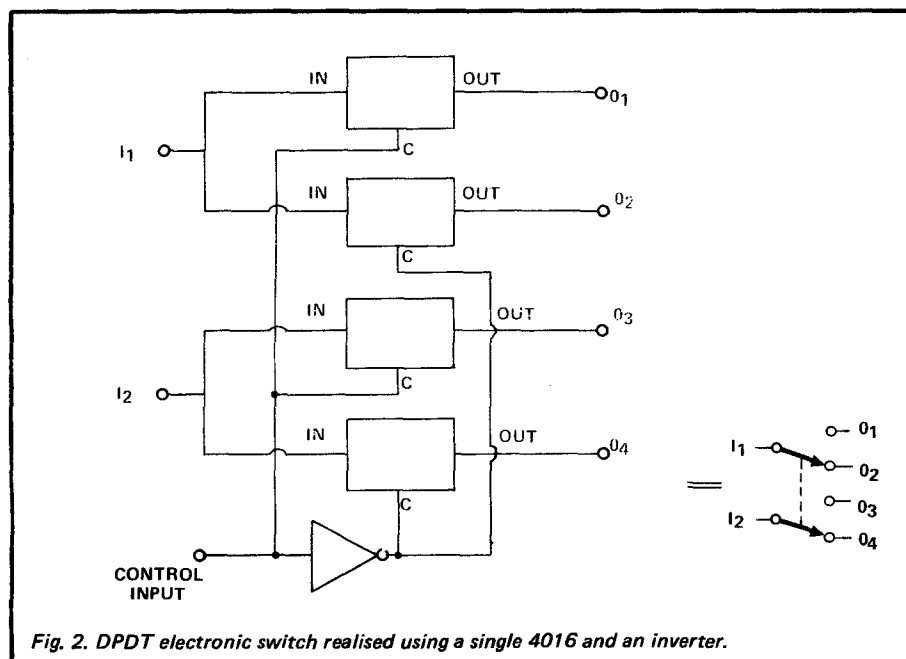 IN OUT O1
I1 C
IN OUT O2
C
IN OUT O3
I2 C
IN OUT O4
C
I1 O1
O2
= O3
I2 O4
CONTROL
INPUT
Fig. 2. DPDT electronic switch realised using a single 4016 and an inverter.